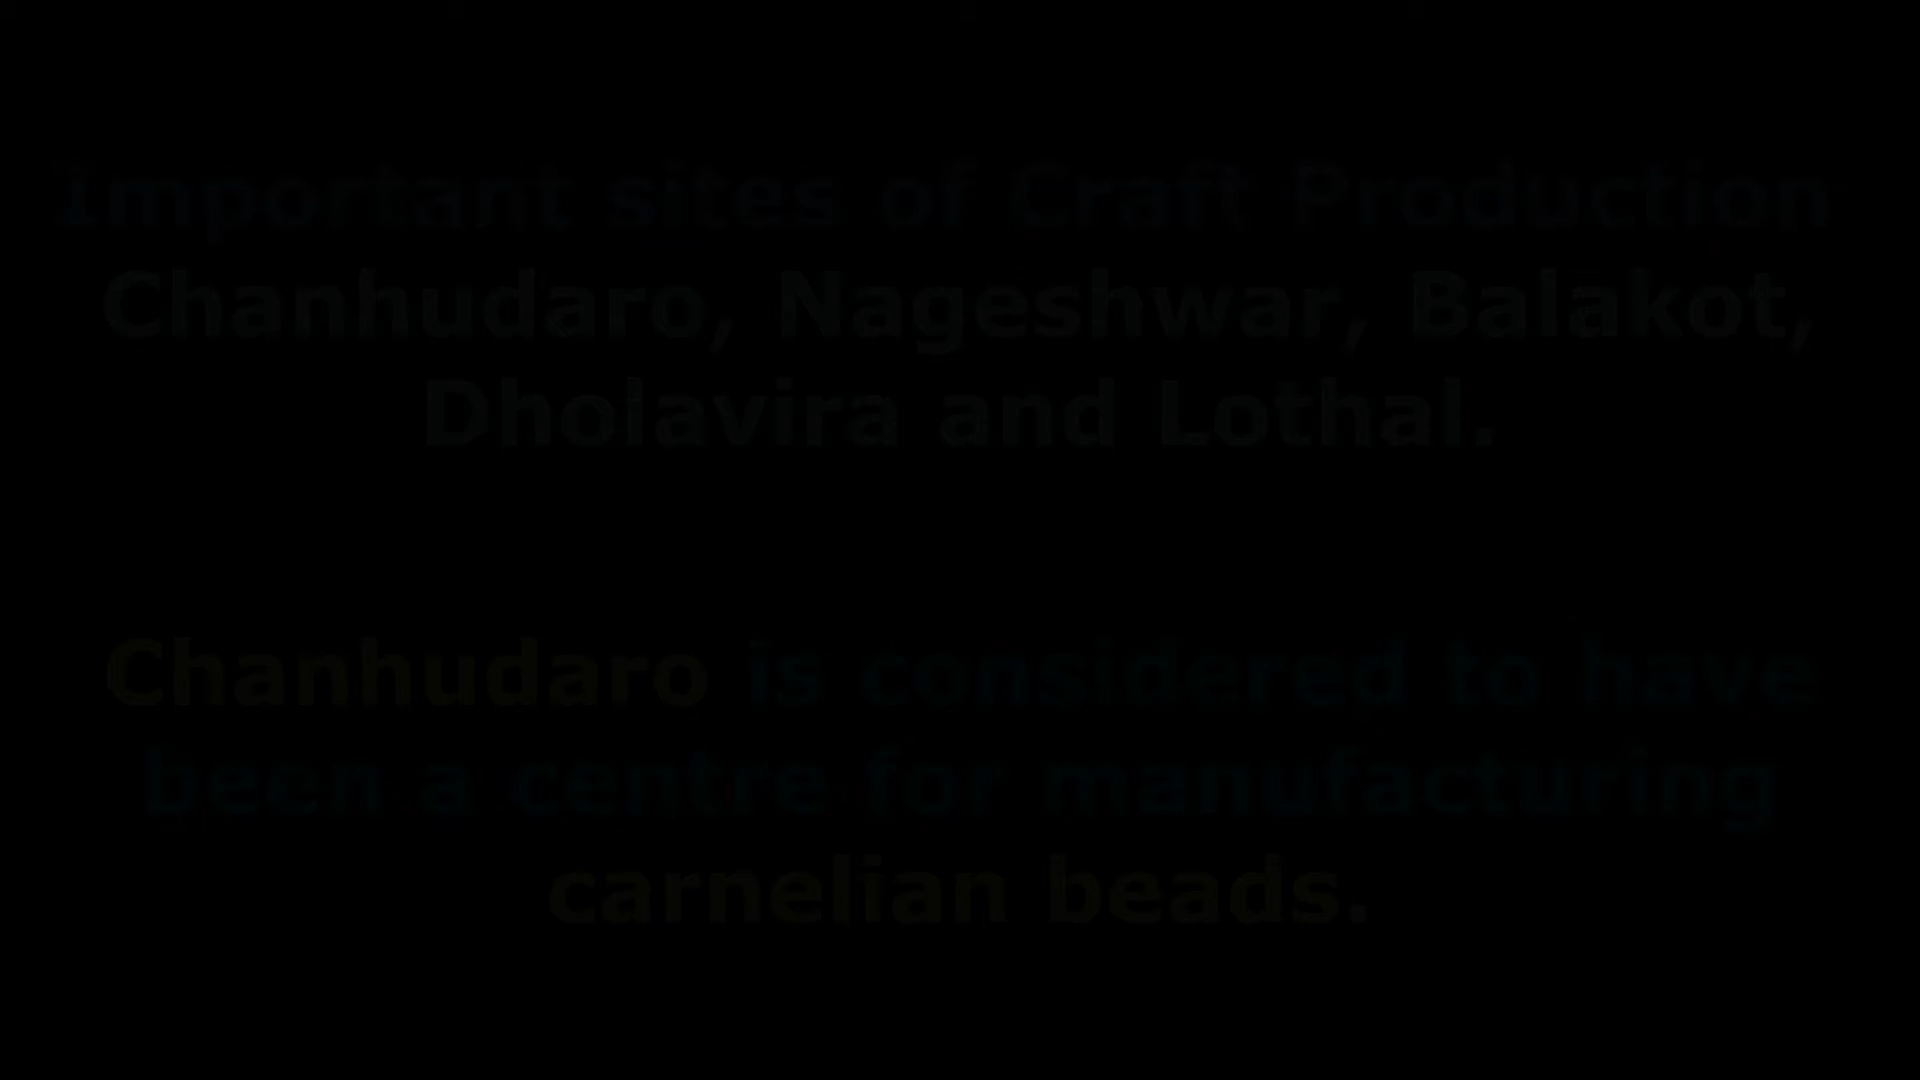 Important sites of Craft Production
Chanhudaro, Nageshwar, Balakot,
Dholavira and Lothal.
Chanhudaro is considered to have
been a centre for manufacturing
carnelian beads.